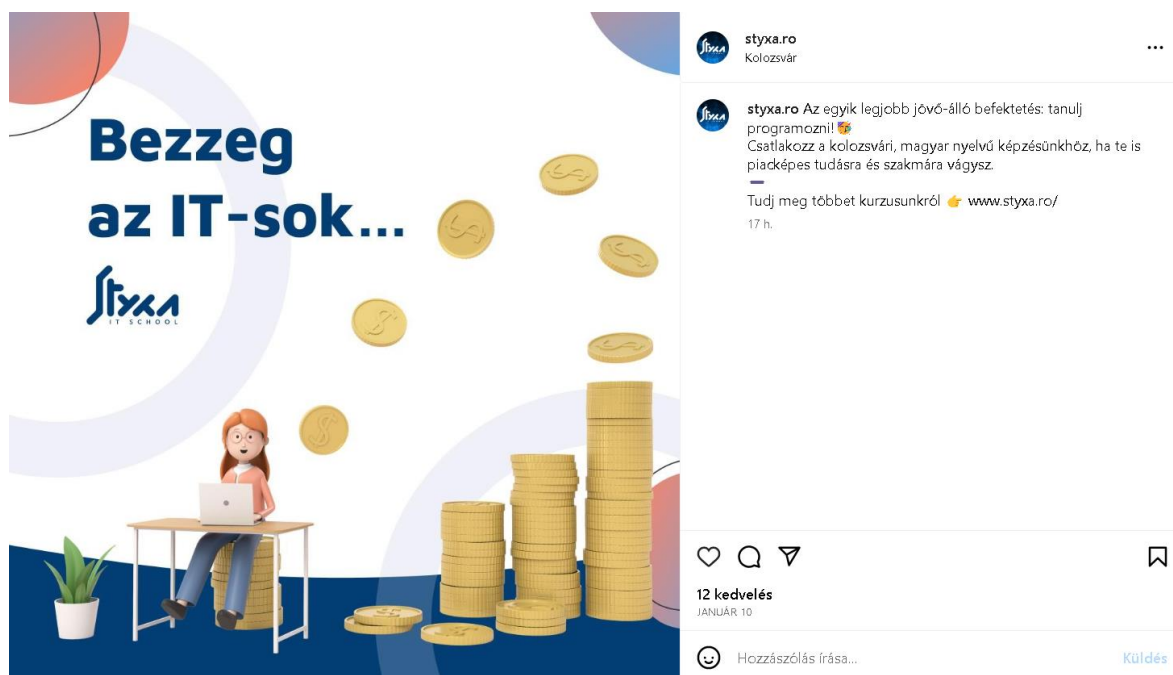 Bezzeg
az IT-sok...
Styxa
IT SCHOOL
styxa.ro
Kolozsvár
styxa.ro Az egyik legjobb jövő-álló befektetés: tanulj
programozni!
Csatlakozz a kolozsvári, magyar nyelvű képzésünkhöz, ha te is
piacképes tudásra és szakmára vágysz.
Tudj meg többet kurzusunkról 👉 www.styxa.ro/
17 h.
12 kedvelés
JANUÁR 10
Hozzászólás írása...
Küldés